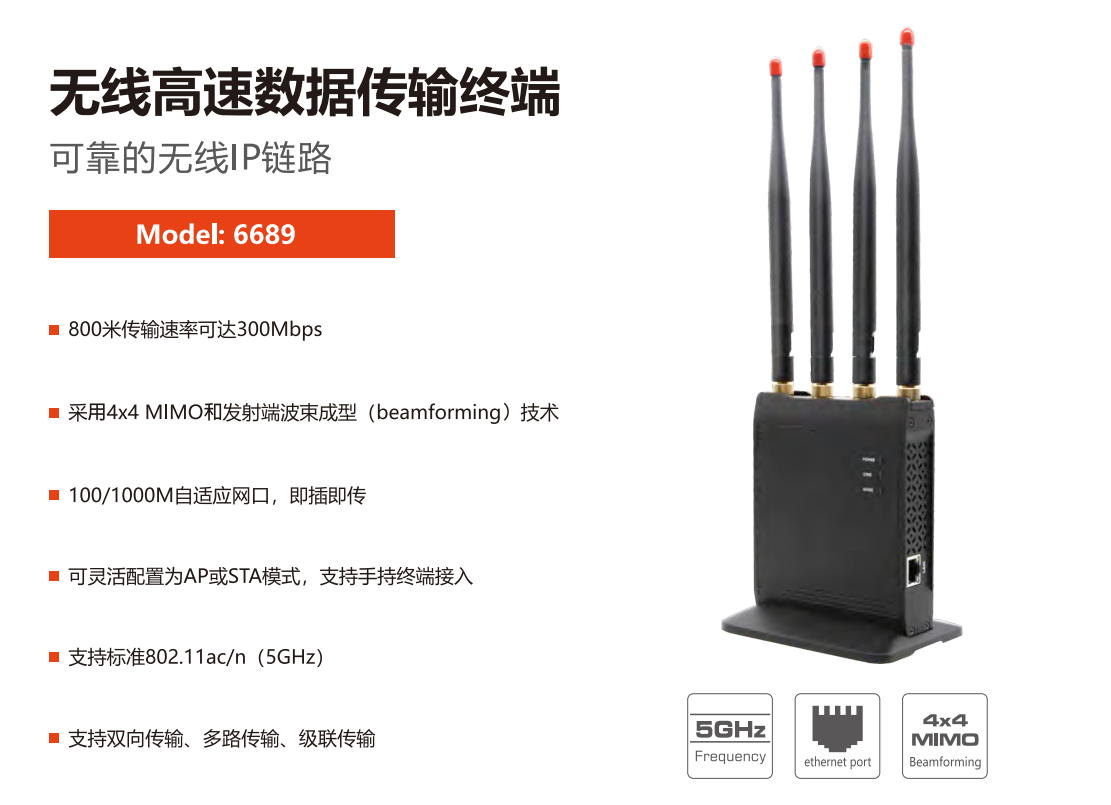 无线高速数据传输终端
可靠的无线IP链路
Model: 6689
800米传输速率可达300Mbps
采用4x4 MIMO和发射端波束成型（beamforming）技术
100/1000M自适应网口，即插即传
可灵活配置为AP或STA模式，支持手持终端接入
支持标准802.11ac/n（5GHz）
支持双向传输、多路传输、级联传输
POWER
LINK
LAN
5GHz
Frequency
ethernet port
4x4
MIMO
Beamforming